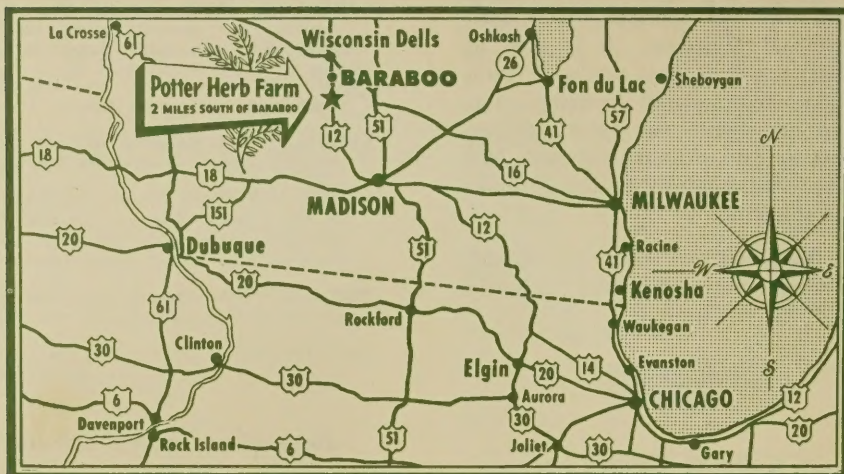 La Crosse
61
Potter Herb Farm
2 MILES SOUTH OF BARABOO
Wisconsin Dells
BARABOO
Oshkosh
26
Fon du Lac
Sheboygan
12
51
41
57
18
18
16
151
MADISON
MILWAUKEE
N
20
Dubuque
51
12
41
Racine
W
E
20
Kenosha
61
Rockford
Waukegan
S
30
Clinton
Elgin
14
Evanston
30
20
6
Aurora
CHICAGO
12
Davenport
30
20
Rock Island
6
51
Joliet
30
Gary